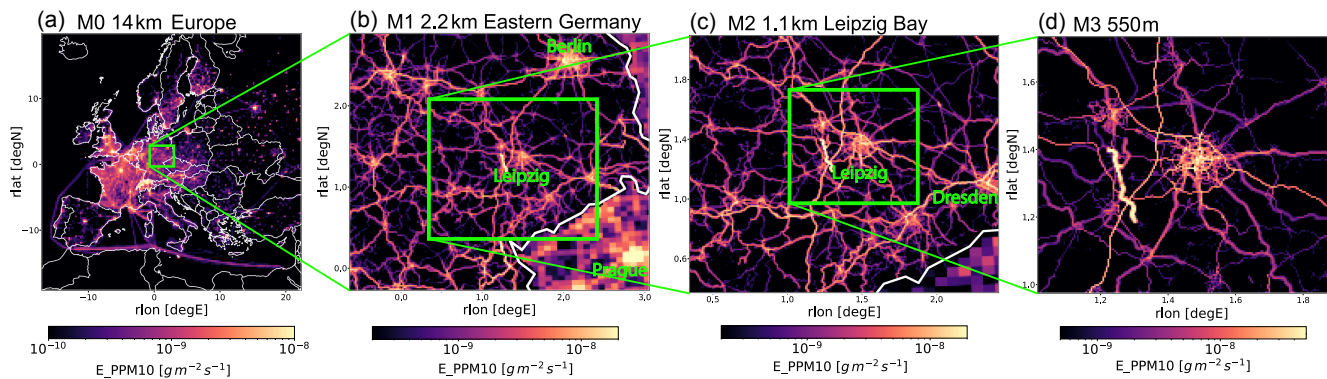 (a) M0 14km Europe
10
0
−10
rlat [degN]
−10
0
10
20
rlon [degE]
10⁻¹⁰
10⁻⁹
10⁻⁸
E_PPM10 [g m⁻² s⁻¹]
(b) M1 2.2km Eastern Germany
Berlin
Leipzig
Prague
2.0
1.0
0.0
rlat [degN]
0,0
1.0
2.0
3.0
rlon [degE]
10⁻⁹
10⁻⁸
E_PPM10 [g m⁻² s⁻¹]
(c) M2 1.1km Leipzig Bay
Leipzig
Dresden
1.8
1.4
1.0
0.6
rlat [degN]
0.5
1.0
1.5
2.0
rlon [degE]
10⁻⁹
10⁻⁸
E_PPM10 [g m⁻² s⁻¹]
(d) M3 550m
1.6
1.4
1.2
1.0
rlat [degN]
1,2
1.4
1.6
1.8
rlon [degE]
10⁻⁹
10⁻⁸
E_PPM10 [g m⁻² s⁻¹]